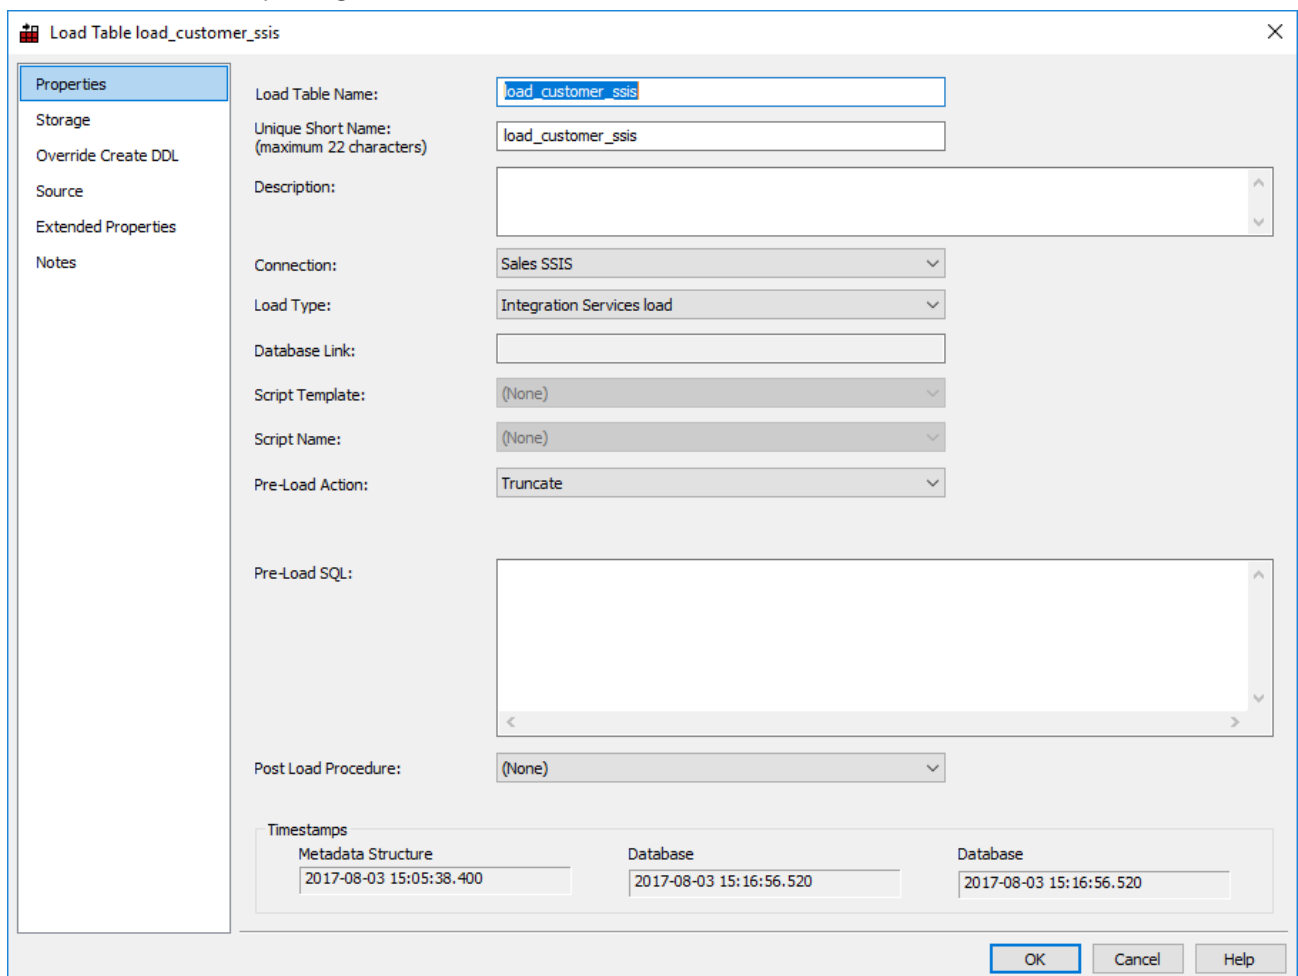 Load Table load_customer_ssis
Properties
Storage
Override Create DDL
Source
Extended Properties
Notes
Load Table Name: load_customer_ssis
Unique Short Name:
(maximum 22 characters) load_customer_ssis
Description:
Connection: Sales SSIS
Load Type: Integration Services load
Database Link:
Script Template: (None)
Script Name: (None)
Pre-Load Action: Truncate
Pre-Load SQL:
Post Load Procedure: (None)
Timestamps
Metadata Structure Database Database
2017-08-03 15:05:38.400 2017-08-03 15:16:56.520 2017-08-03 15:16:56.520
OK Cancel Help